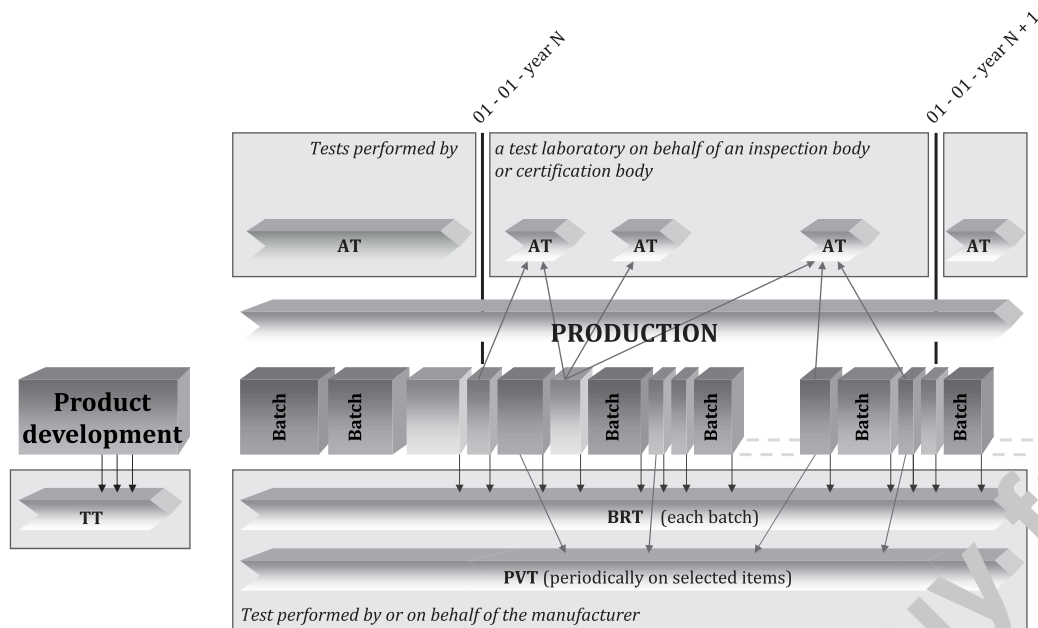 01 - 01 - year N
01 - 01 - year N + 1
Tests performed by
a test laboratory on behalf of an inspection body
or certification body
AT
AT
AT
AT
AT
PRODUCTION
Product
development
Batch
Batch
Batch
Batch
Batch
Batch
TT
BRT (each batch)
PVT (periodically on selected items)
Test performed by or on behalf of the manufacturer